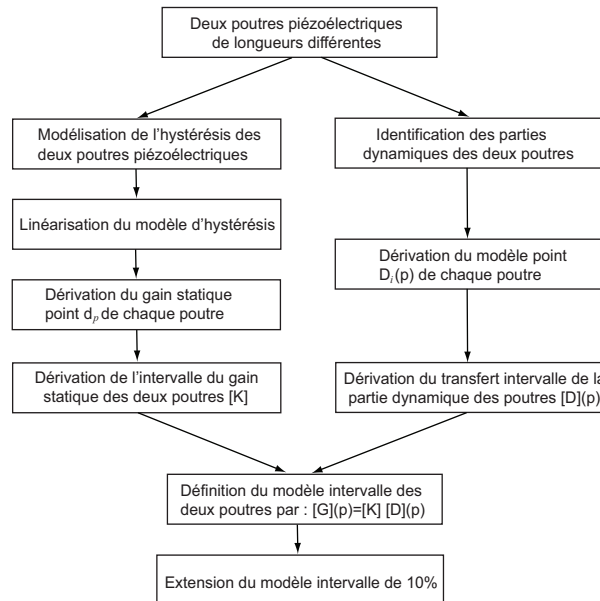 Deux poutres piézoélectriques
de longueurs différentes
Modélisation de l'hystérésis des
deux poutres piézoélectriques
Identification des parties
dynamiques des deux poutres
Linéarisation du modèle d'hystérésis
Dérivation du modèle point
Di(p) de chaque poutre
Dérivation du gain statique
point dp de chaque poutre
Dérivation de l'intervalle du gain
statique des deux poutres [K]
Dérivation du transfert intervalle de la
partie dynamique des poutres [D](p)
Définition du modèle intervalle des
deux poutres par : [G](p)=[K] [D](p)
Extension du modèle intervalle de 10%